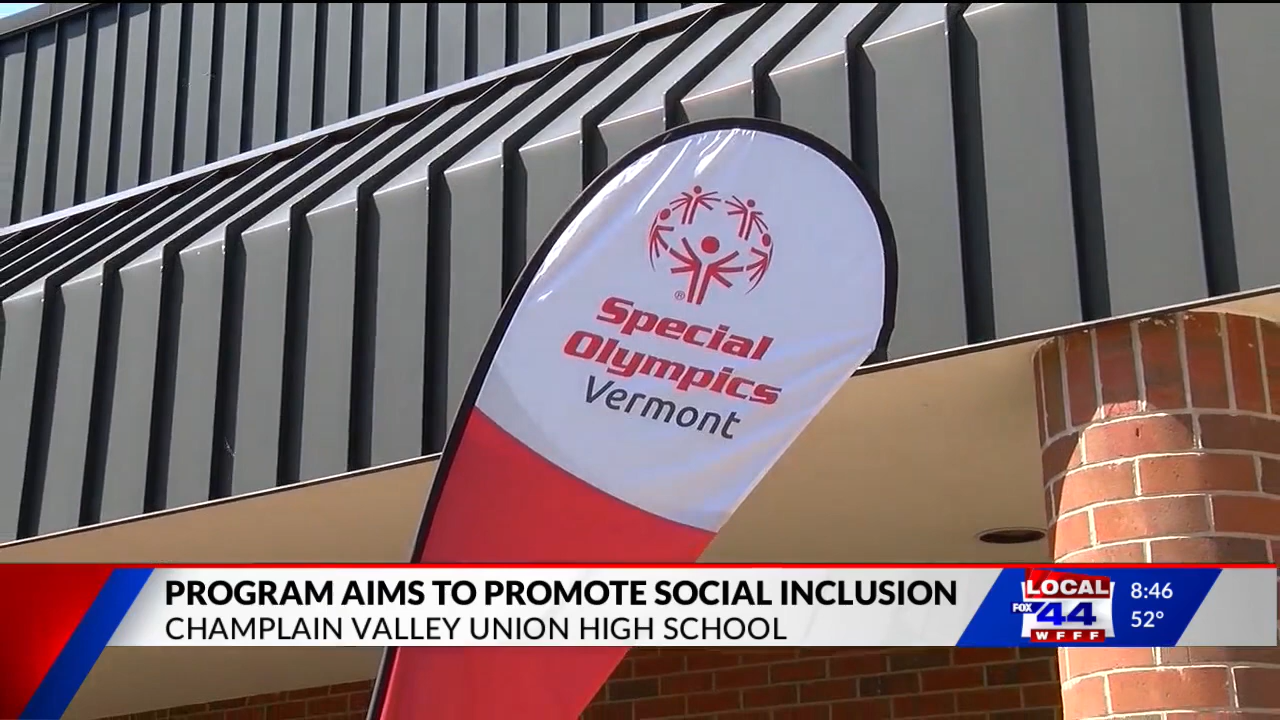 ®
Special
Olympics
Vermont
PROGRAM AIMS TO PROMOTE SOCIAL INCLUSION
CHAMPLAIN VALLEY UNION HIGH SCHOOL
LOCAL
FOX 44
WFFF
8:46
52°